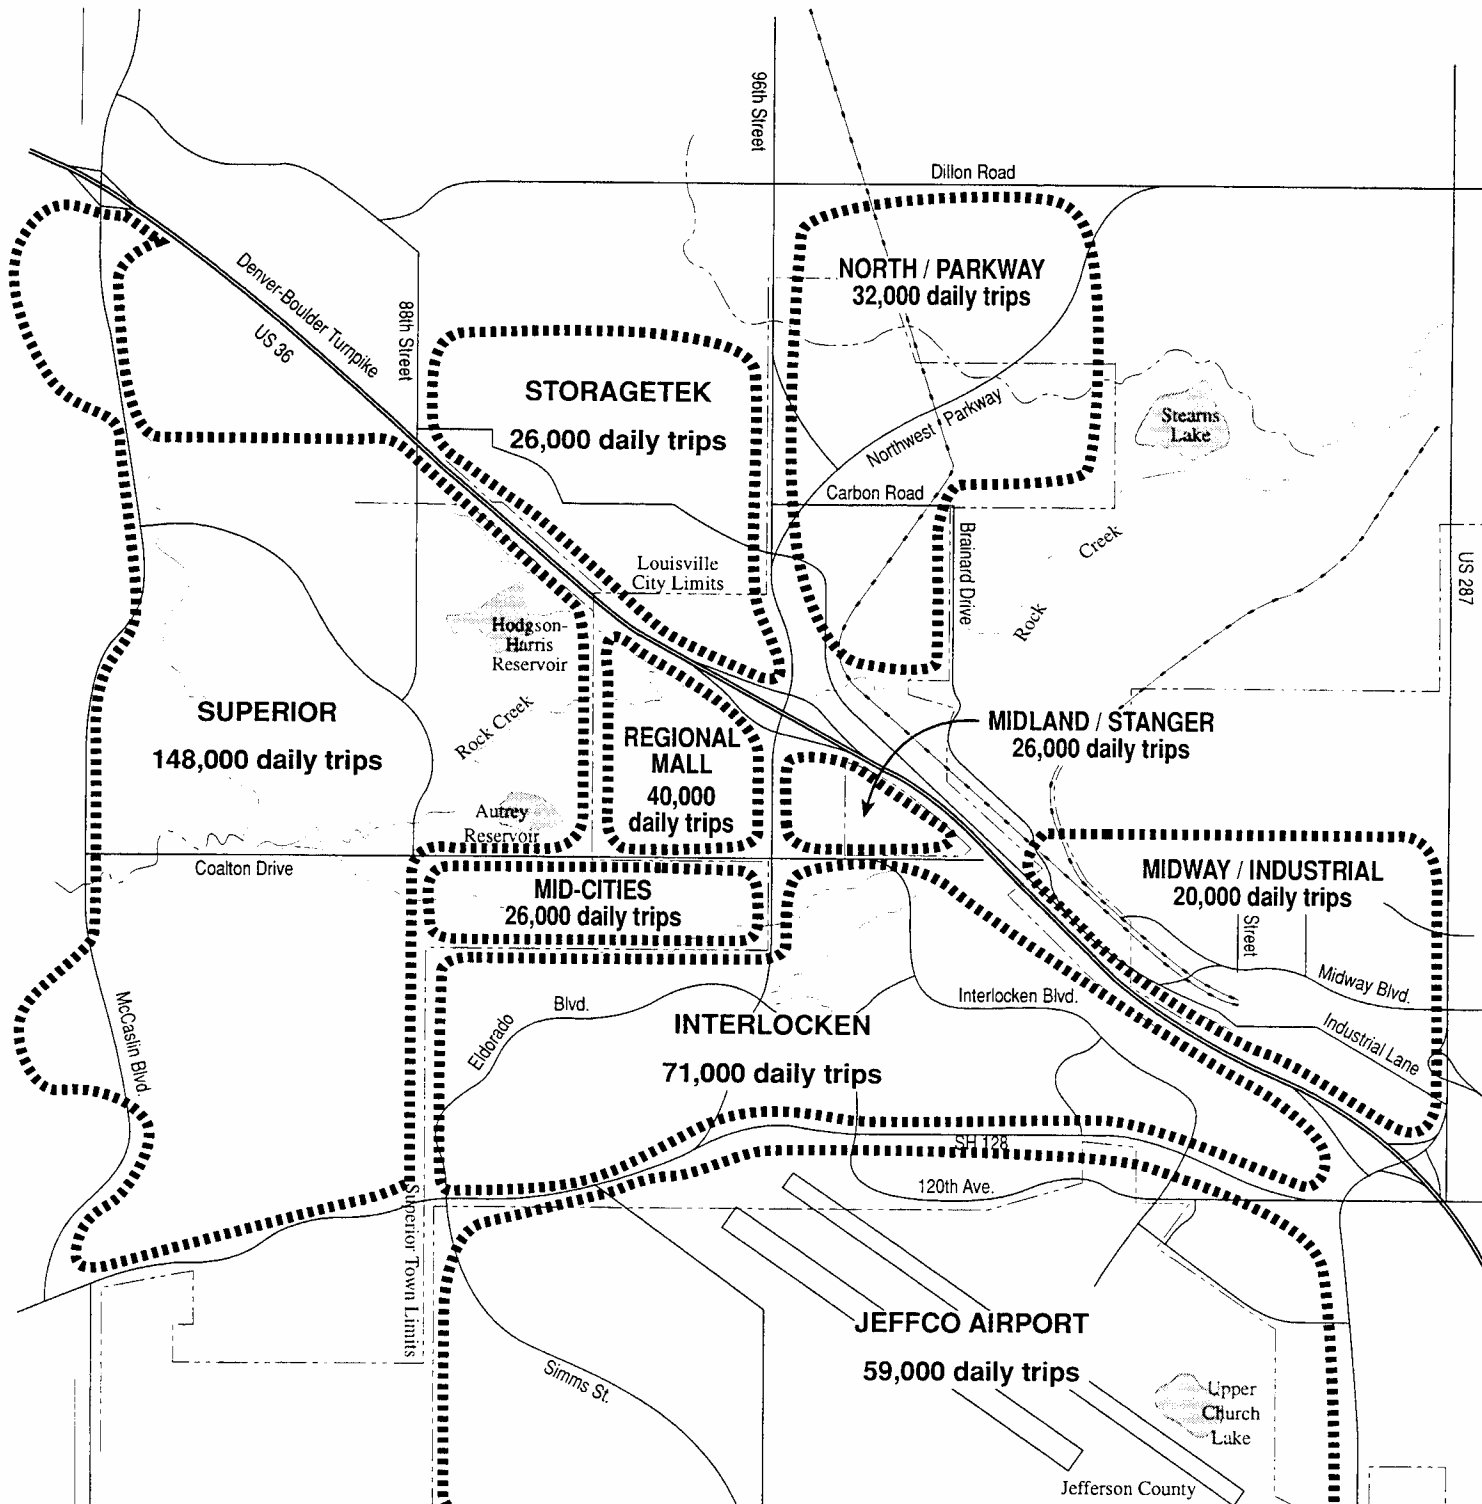 96th Street
Dillon Road
Denver-Boulder Turnpike
US 36
88th Street
NORTH / PARKWAY
32,000 daily trips
STORAGETEK
26,000 daily trips
Northwest Parkway
Stearns
Lake
Carbon Road
Brainard Drive
Rock Creek
US 287
Louisville
City Limits
Hodgson-
Harris
Reservoir
Rock Creek
SUPERIOR
148,000 daily trips
REGIONAL
MALL
40,000
daily trips
MIDLAND / STANGER
26,000 daily trips
Autrey
Reservoir
Coalton Drive
MID-CITIES
26,000 daily trips
MIDWAY / INDUSTRIAL
20,000 daily trips
Street
Midway Blvd.
Industrial Lane
McCaslin Blvd.
Eldorado Blvd.
Interlocken Blvd.
INTERLOCKEN
71,000 daily trips
SH 128
120th Ave.
Superior Town Limits
Simms St.
JEFFCO AIRPORT
59,000 daily trips
Upper
Church
Lake
Jefferson County